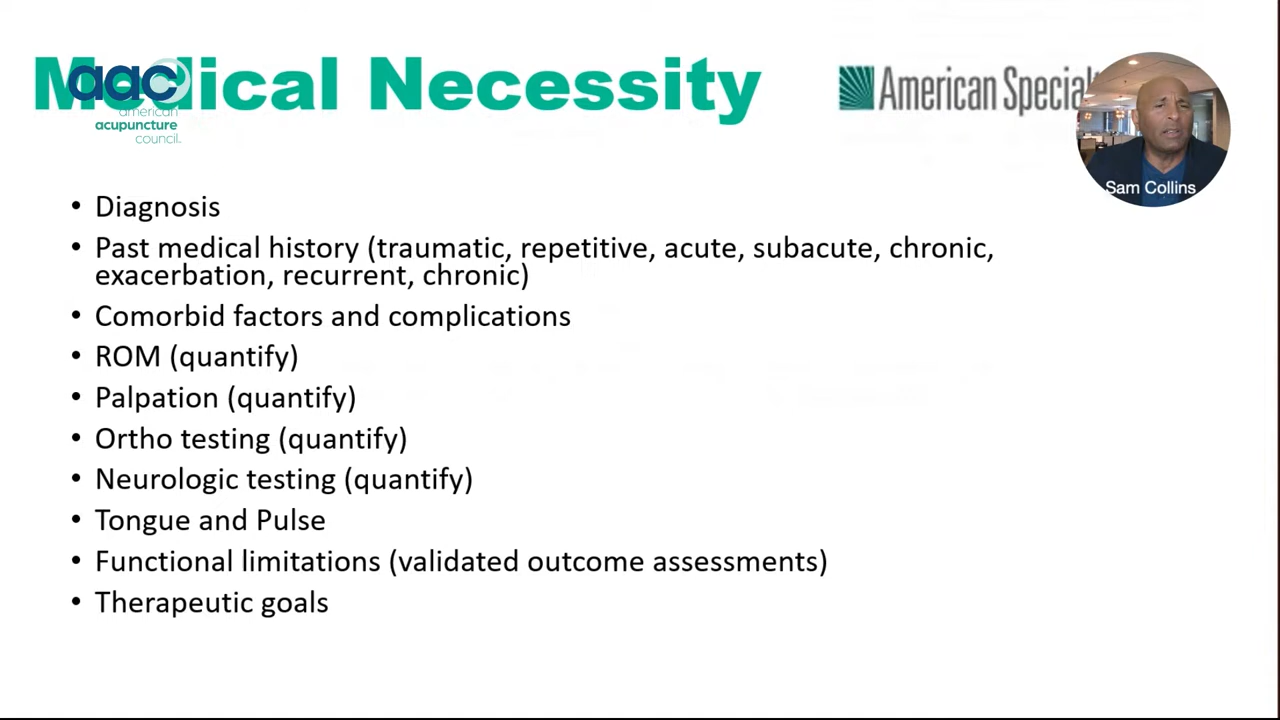 Medical Necessity
aac
american
acupuncture
council
American Special
Sam Collins
• Diagnosis
• Past medical history (traumatic, repetitive, acute, subacute, chronic,
exacerbation, recurrent, chronic)
• Comorbid factors and complications
• ROM (quantify)
• Palpation (quantify)
• Ortho testing (quantify)
• Neurologic testing (quantify)
• Tongue and Pulse
• Functional limitations (validated outcome assessments)
• Therapeutic goals